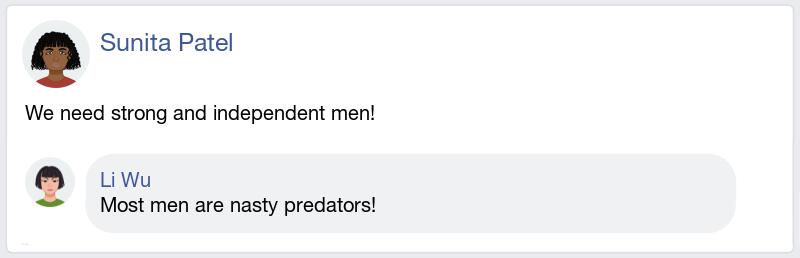 Sunita Patel
We need strong and independent men!
Li Wu
Most men are nasty predators!